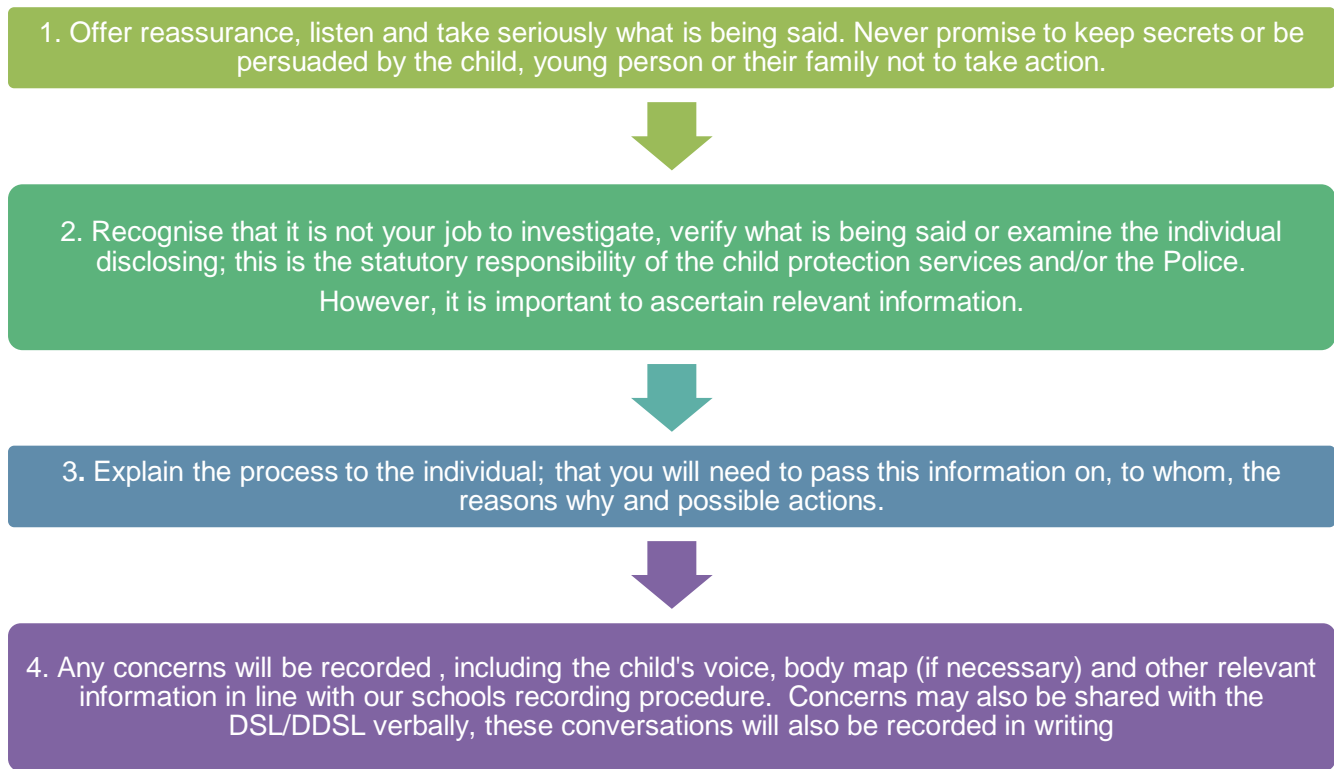 1. Offer reassurance, listen and take seriously what is being said. Never promise to keep secrets or be
persuaded by the child, young person or their family not to take action.
2. Recognise that it is not your job to investigate, verify what is being said or examine the individual
disclosing; this is the statutory responsibility of the child protection services and/or the Police.
However, it is important to ascertain relevant information.
3. Explain the process to the individual; that you will need to pass this information on, to whom, the
reasons why and possible actions.
4. Any concerns will be recorded , including the child's voice, body map (if necessary) and other relevant
information in line with our schools recording procedure.  Concerns may also be shared with the
DSL/DDSL verbally, these conversations will also be recorded in writing